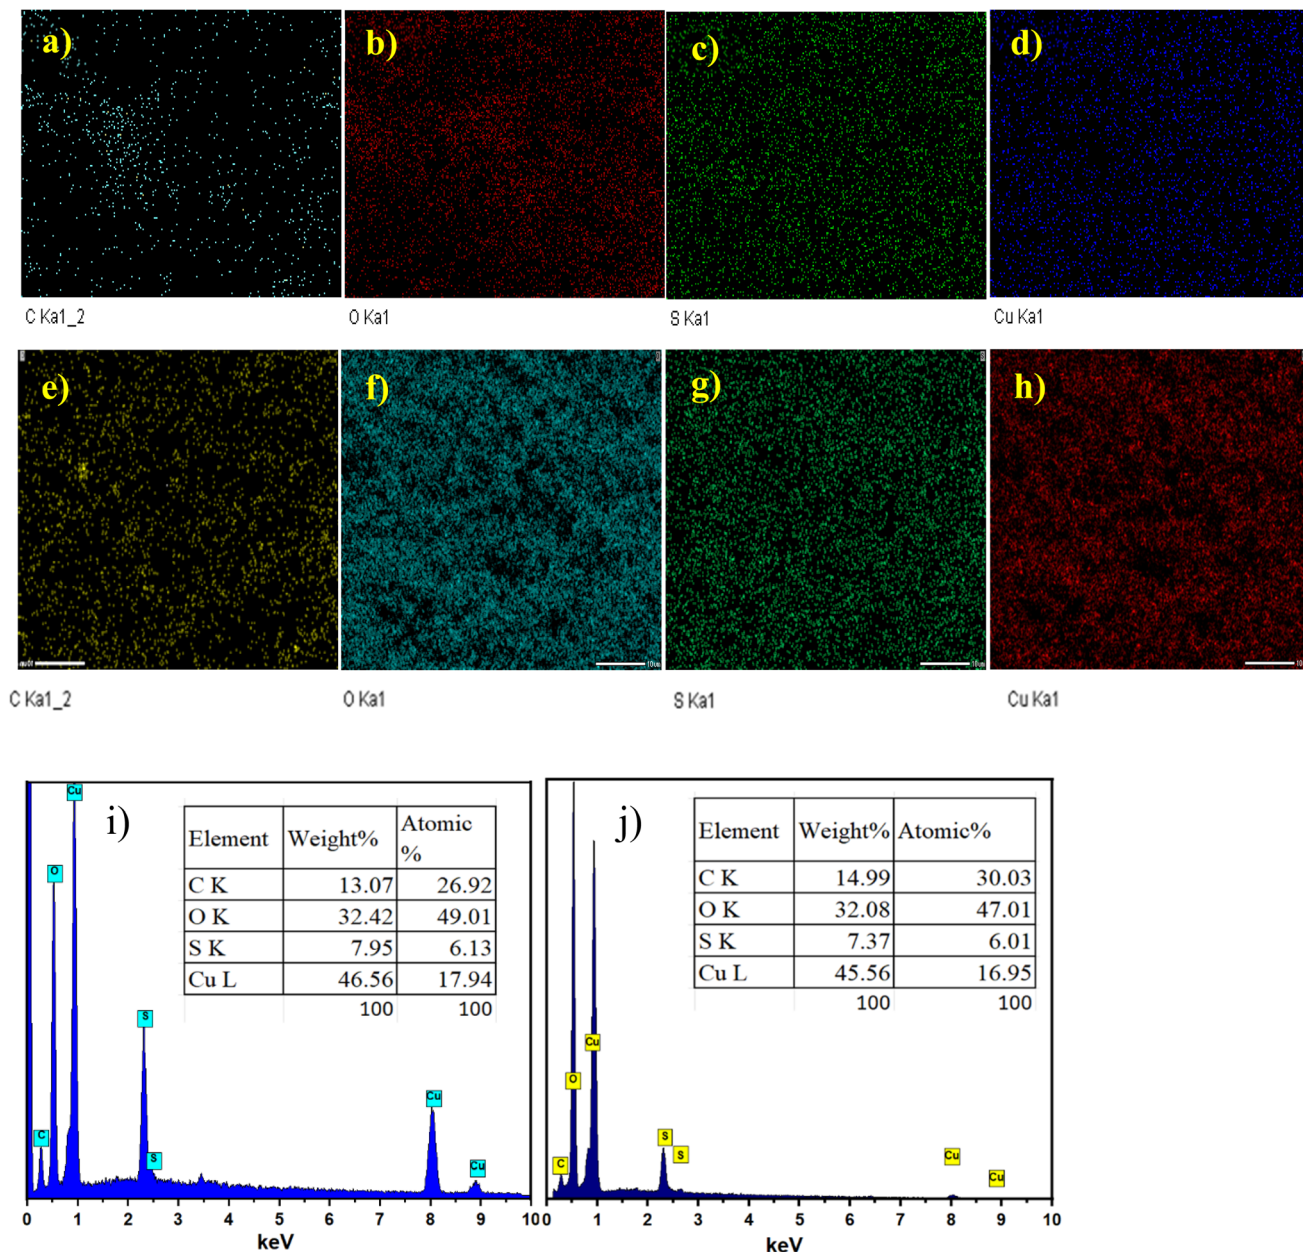 a) b) c) d)
C Ka1_2 O Ka1 S Ka1 Cu Ka1
e) f) g) h)
C Ka1_2 O Ka1 S Ka1 Cu Ka1
i)
Element Weight% Atomic
%
C K 13.07 26.92
O K 32.42 49.01
S K 7.95 6.13
Cu L 46.56 17.94
100 100
Cu
O
S
C
S
Cu
Cu
0 1 2 3 4 5 6 7 8 9 10
keV
j)
Element Weight% Atomic%
C K 14.99 30.03
O K 32.08 47.01
S K 7.37 6.01
Cu L 45.56 16.95
100 100
Cu
O
C
S
S
Cu
Cu
0 1 2 3 4 5 6 7 8 9 10
keV